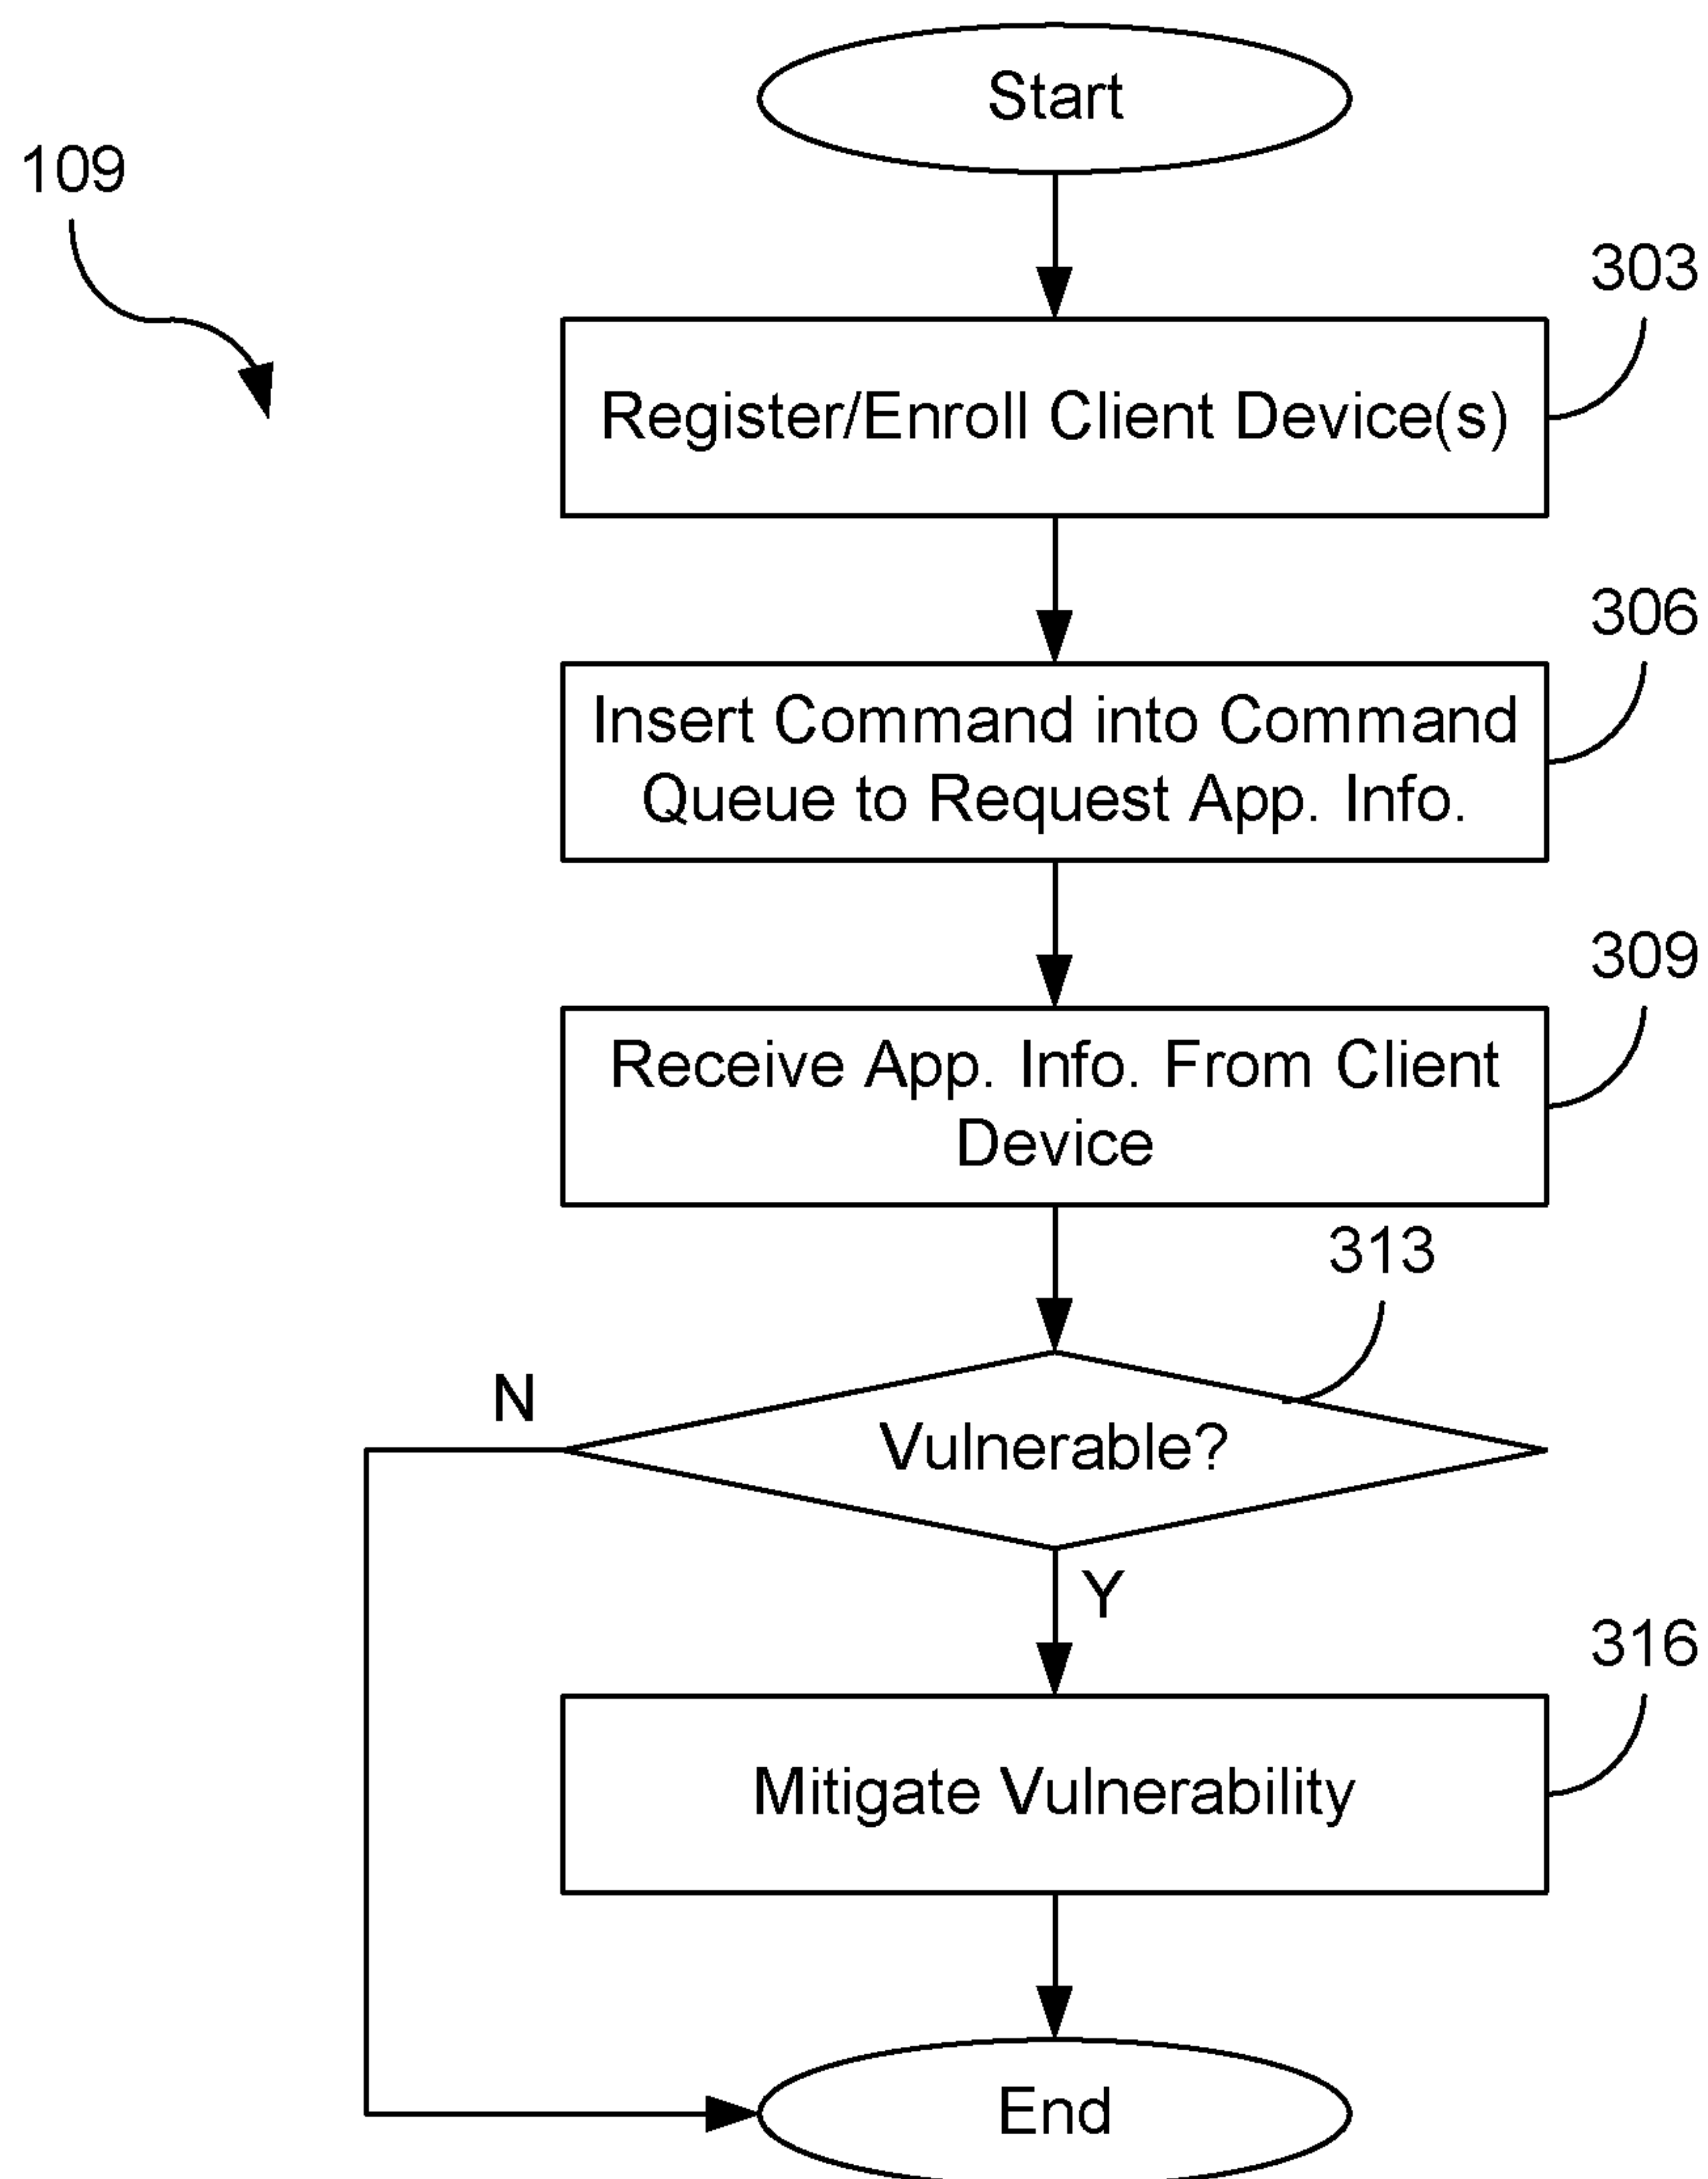 Start
109
303
Register/Enroll Client Device(s)
306
Insert Command into Command
Queue to Request App. Info.
309
Receive App. Info. From Client
Device
313
N
Vulnerable?
Y
316
Mitigate Vulnerability
End